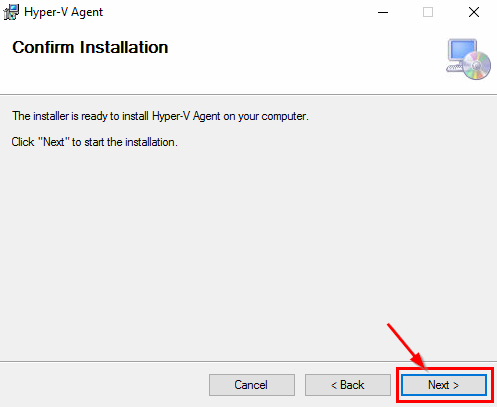 Hyper-V Agent
Confirm Installation
The installer is ready to install Hyper-V Agent on your computer.
Click "Next" to start the installation.
Cancel
< Back
Next >